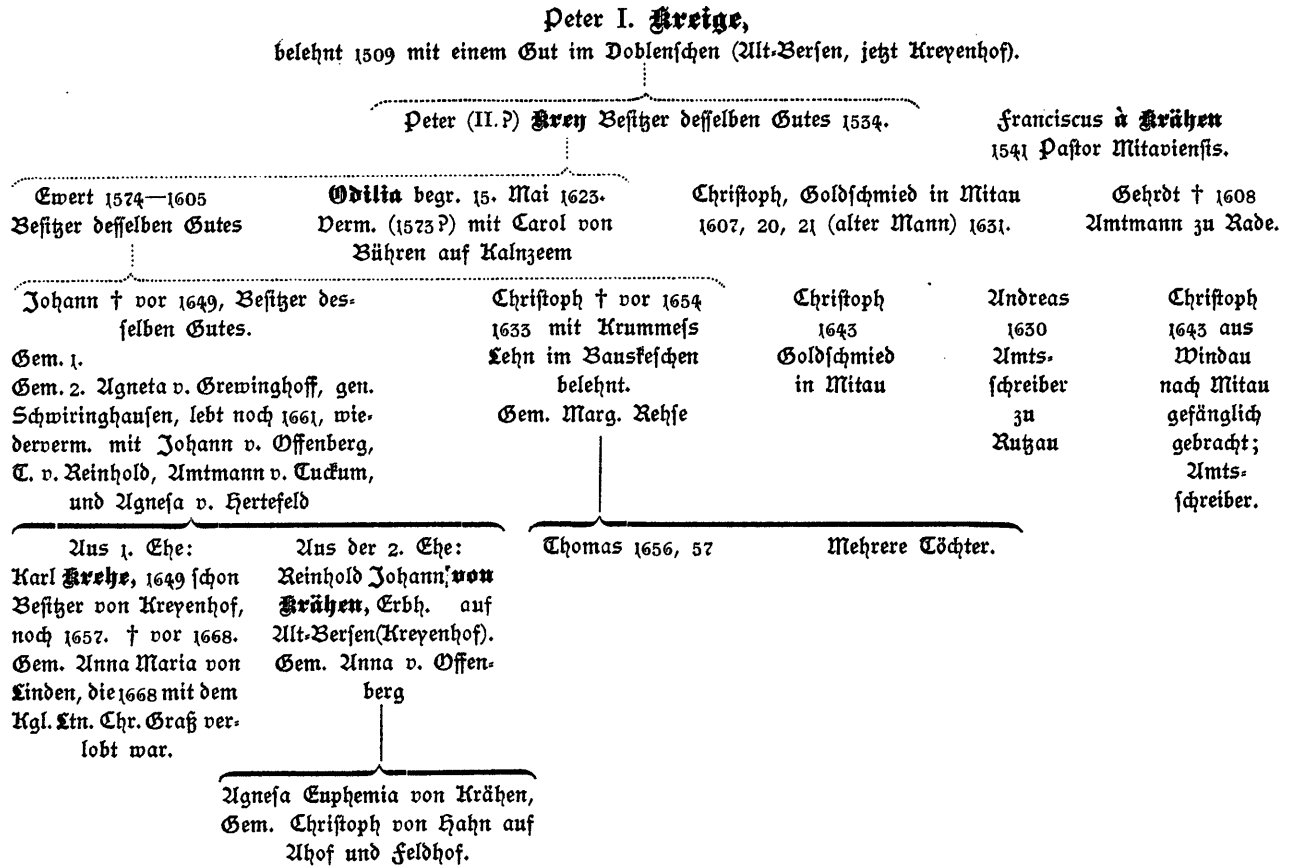 Peter I. Kreige,
belehnt 1509 mit einem Gut im Doblenschen (Alt-Bersen, jetzt Kreyenhof).
Peter (II.?) Krey Besitzer desselben Gutes 1534.
Franciscus à Krähen
1541 Pastor Mitaviensis.
Ewert 1574—1605
Besitzer desselben Gutes
Odilia begr. 15. Mai 1623.
Verm. (1573?) mit Carol von
Bühren auf Kalnzeem
Christoph, Goldschmied in Mitau
1607, 20, 21 (alter Mann) 1631.
Gehrdt † 1608
Amtmann zu Rade.
Johann † vor 1649, Besitzer des-
selben Gutes.
Gem. 1.
Gem. 2. Agneta v. Grewinghoff, gen.
Schwiringhausen, lebt noch 1661, wie-
derverm. mit Johann v. Offenberg,
T. v. Reinhold, Amtmann v. Tuckum,
und Agnesa v. Hertefeld
Christoph † vor 1654
1633 mit Krummess
Lehn im Bauskeschen
belehnt.
Gem. Marg. Rehse
Christoph
1643
Goldschmied
in Mitau
Andreas
1630
Amts-
schreiber
zu
Rutzau
Christoph
1643 aus
Windau
nach Mitau
gefänglich
gebracht;
Amts-
schreiber.
Aus 1. Ehe:
Karl Krehe, 1649 schon
Besitzer von Kreyenhof,
noch 1657. † vor 1668.
Gem. Anna Maria von
Linden, die 1668 mit dem
Kgl. Ltn. Chr. Graß ver-
lobt war.
Aus der 2. Ehe:
Reinhold Johann von
Krähen, Erbh. auf
Alt-Bersen(Kreyenhof).
Gem. Anna v. Offen-
berg
Thomas 1656, 57
Mehrere Töchter.
Agnesa Euphemia von Krähen,
Gem. Christoph von Hahn auf
Ahof und Feldhof.